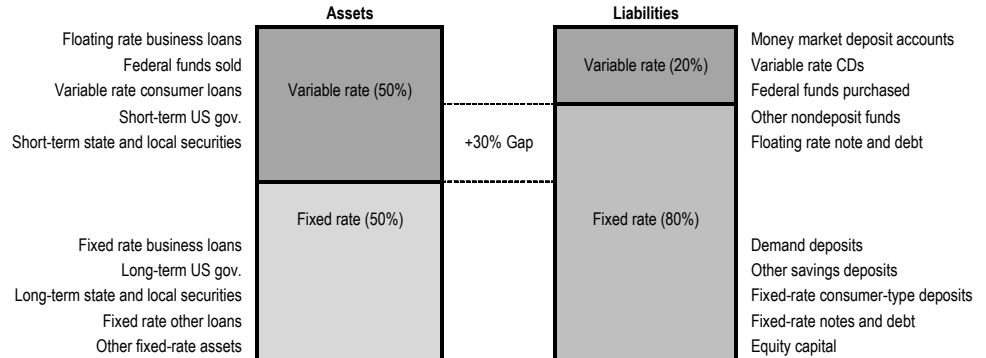 Assets Liabilities
Floating rate business loans Money market deposit accounts
Federal funds sold Variable rate (20%) Variable rate CDs
Variable rate consumer loans Variable rate (50%) Federal funds purchased
Short-term US gov. Other nondeposit funds
Short-term state and local securities +30% Gap Floating rate note and debt
Fixed rate (50%) Fixed rate (80%)
Fixed rate business loans Demand deposits
Long-term US gov. Other savings deposits
Long-term state and local securities Fixed-rate consumer-type deposits
Fixed rate other loans Fixed-rate notes and debt
Other fixed-rate assets Equity capital